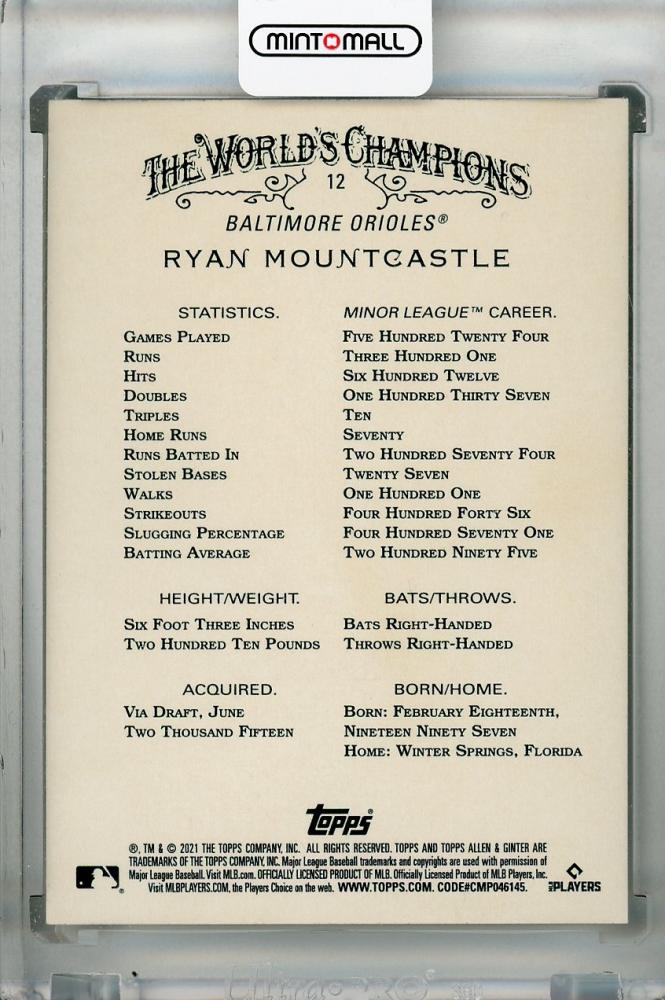 MINTMALL
THE WORLD'S CHAMPIONS
12
BALTIMORE ORIOLES®
RYAN MOUNTCASTLE
STATISTICS. MINOR LEAGUE™ CAREER.
GAMES PLAYED FIVE HUNDRED TWENTY FOUR
RUNS THREE HUNDRED ONE
HITS SIX HUNDRED TWELVE
DOUBLES ONE HUNDRED THIRTY SEVEN
TRIPLES TEN
HOME RUNS SEVENTY
RUNS BATTED IN TWO HUNDRED SEVENTY FOUR
STOLEN BASES TWENTY SEVEN
WALKS ONE HUNDRED ONE
STRIKEOUTS FOUR HUNDRED FORTY SIX
SLUGGING PERCENTAGE FOUR HUNDRED SEVENTY ONE
BATTING AVERAGE TWO HUNDRED NINETY FIVE
HEIGHT/WEIGHT. BATS/THROWS.
SIX FOOT THREE INCHES BATS RIGHT-HANDED
TWO HUNDRED TEN POUNDS THROWS RIGHT-HANDED
ACQUIRED. BORN/HOME.
VIA DRAFT, JUNE BORN: FEBRUARY EIGHTEENTH,
TWO THOUSAND FIFTEEN NINETEEN NINETY SEVEN
HOME: WINTER SPRINGS, FLORIDA
Topps®
®, TM & © 2021 THE TOPPS COMPANY, INC. ALL RIGHTS RESERVED. TOPPS AND TOPPS ALLEN & GINTER ARE
TRADEMARKS OF THE TOPPS COMPANY, INC. Major League Baseball trademarks and copyrights are used with permission of
Major League Baseball. Visit MLB.com. OFFICIALLY LICENSED PRODUCT OF MLB. Officially Licensed Product of MLB Players, Inc.
Visit MLBPLAYERS.COM, the Players Choice on the web. WWW.TOPPS.COM. CODE#CMP046145.
MLB PLAYERS